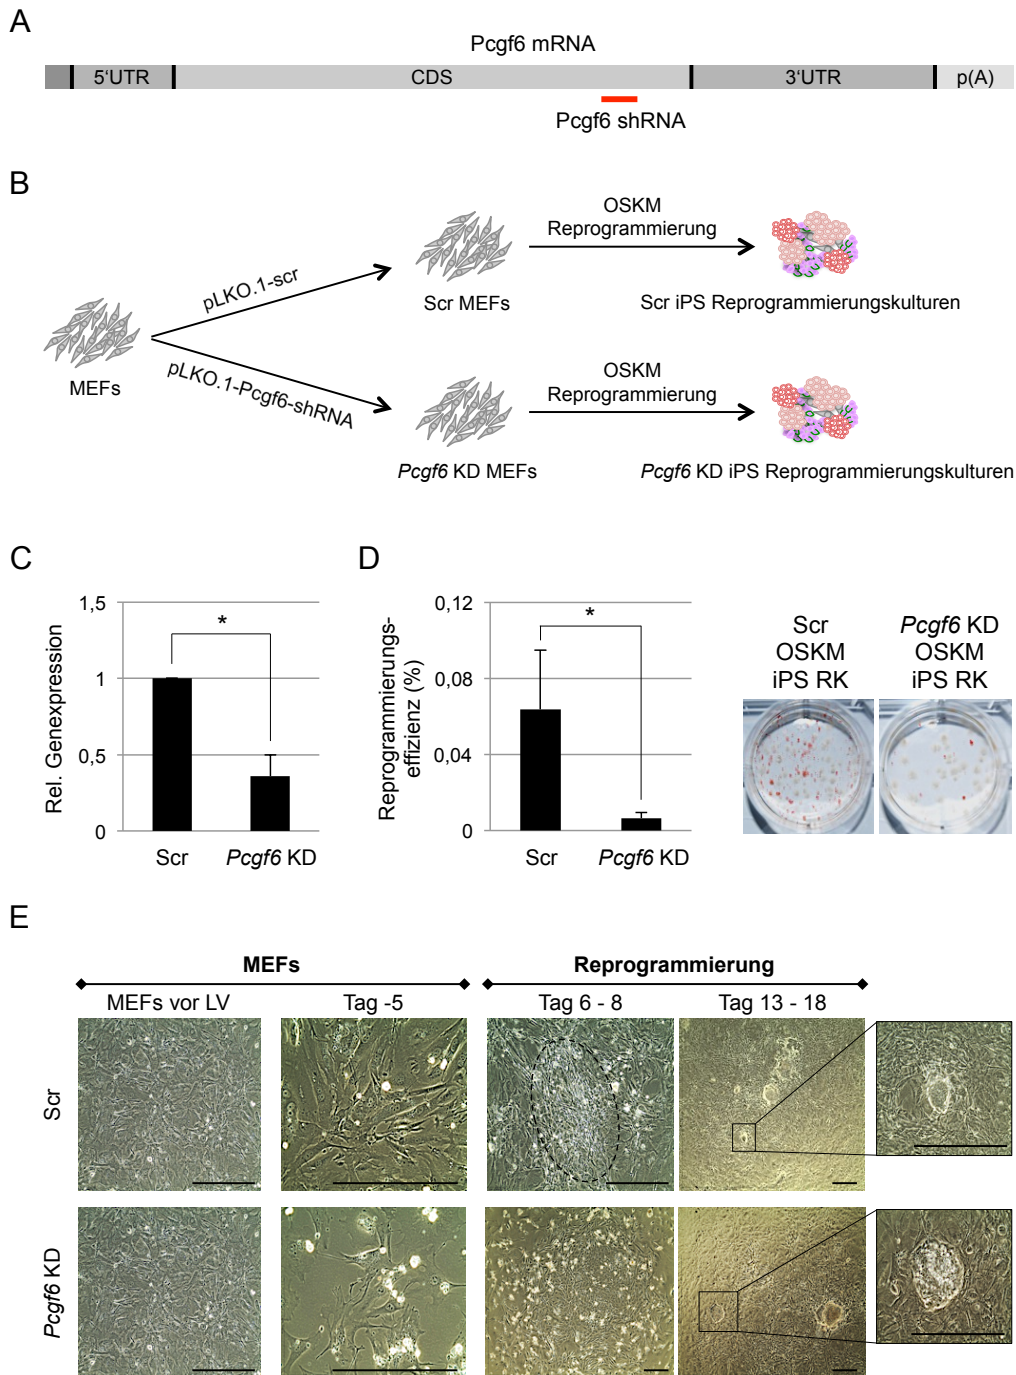 A
Pcgf6 mRNA
5‘UTR
CDS
3‘UTR
p(A)
Pcgf6 shRNA
B
MEFs
pLKO.1-scr
pLKO.1-Pcgf6-shRNA
Scr MEFs
OSKM
Reprogrammierung
Scr iPS Reprogrammierungskulturen
Pcgf6 KD MEFs
OSKM
Reprogrammierung
Pcgf6 KD iPS Reprogrammierungskulturen
C
Rel. Genexpression
1,5
1
0,5
0
*
Scr
Pcgf6 KD
D
Reprogrammierungs-
effizienz (%)
0,12
0,08
0,04
0
*
Scr
Pcgf6 KD
Scr
OSKM
iPS RK
Pcgf6 KD
OSKM
iPS RK
E
MEFs
Reprogrammierung
MEFs vor LV
Tag -5
Tag 6 - 8
Tag 13 - 18
Scr
Pcgf6 KD